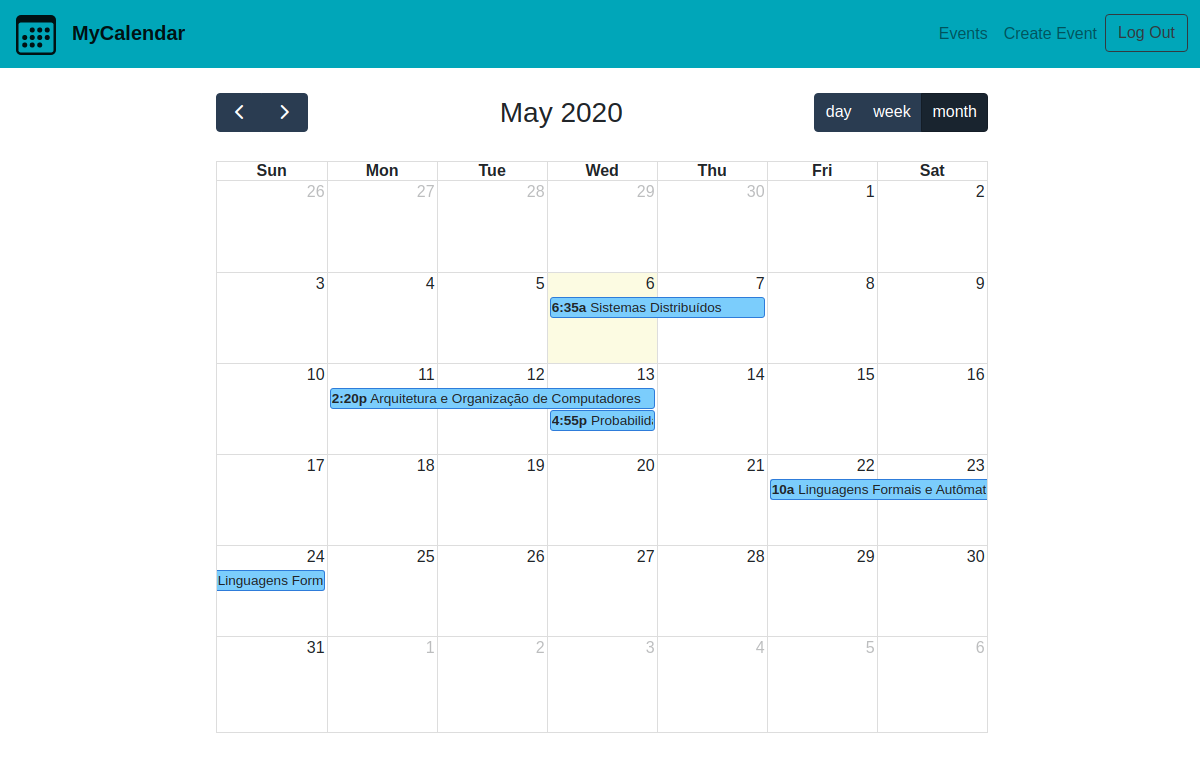 MyCalendar Events Create Event Log Out
May 2020 day week month
Sun Mon Tue Wed Thu Fri Sat
26 27 28 29 30 1 2
3 4 5 6 7 8 9
6:35a Sistemas Distribuídos
10 11 12 13 14 15 16
2:20p Arquitetura e Organização de Computadores
4:55p Probabilid
17 18 19 20 21 22 23
10a Linguagens Formais e Autômat
24 25 26 27 28 29 30
Linguagens Form
31 1 2 3 4 5 6